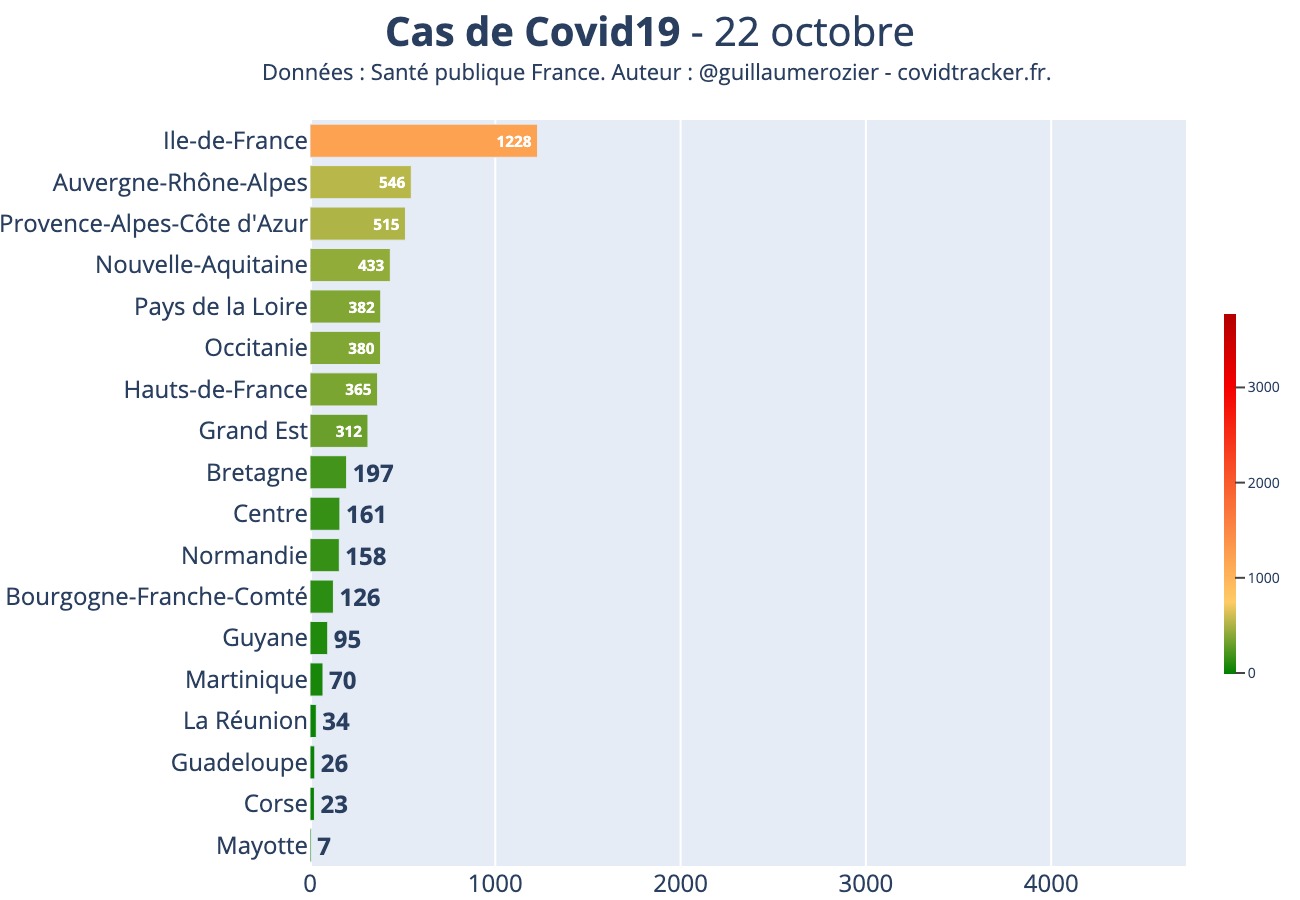 Cas de Covid19 - 22 octobre
Données : Santé publique France. Auteur : @guillaumerozier - covidtracker.fr.
Ile-de-France 1228
Auvergne-Rhône-Alpes 546
Provence-Alpes-Côte d'Azur 515
Nouvelle-Aquitaine 433
Pays de la Loire 382
Occitanie 380
Hauts-de-France 365
Grand Est 312
Bretagne 197
Centre 161
Normandie 158
Bourgogne-Franche-Comté 126
Guyane 95
Martinique 70
La Réunion 34
Guadeloupe 26
Corse 23
Mayotte 7
0 1000 2000 3000 4000
3000
2000
1000
0